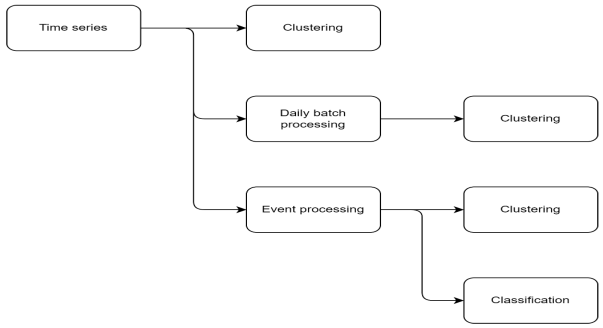 Time series
Clustering
Daily batch
processing
Clustering
Event processing
Clustering
Classification